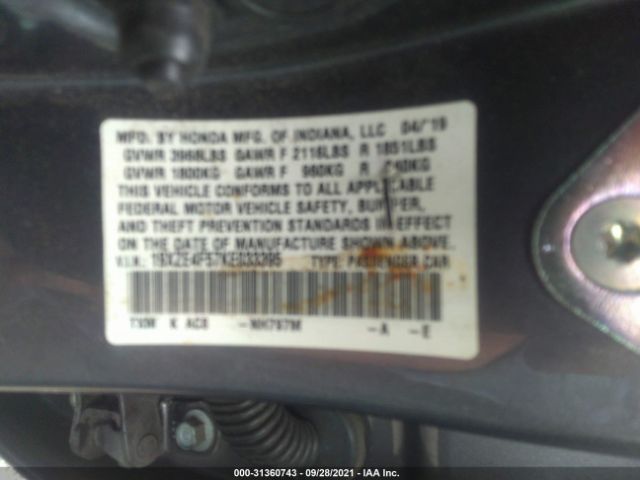 MFD. BY HONDA MFG. OF INDIANA, LLC 04/'19
GVWR 3968LBS GAWR F 2116LBS R 1851LBS
GVWR 1800KG GAWR F 960KG R 840KG
THIS VEHICLE CONFORMS TO ALL APPLICABLE
FEDERAL MOTOR VEHICLE SAFETY, BUMPER,
AND THEFT PREVENTION STANDARDS IN EFFECT
ON THE DATE OF MANUFACTURE SHOWN ABOVE.
V.I.N.: 19XZE4F57KE033395 TYPE: PASSENGER CAR
TXM K ACE -NH797M -A -E
000-31360743 - 09/28/2021 - IAA Inc.